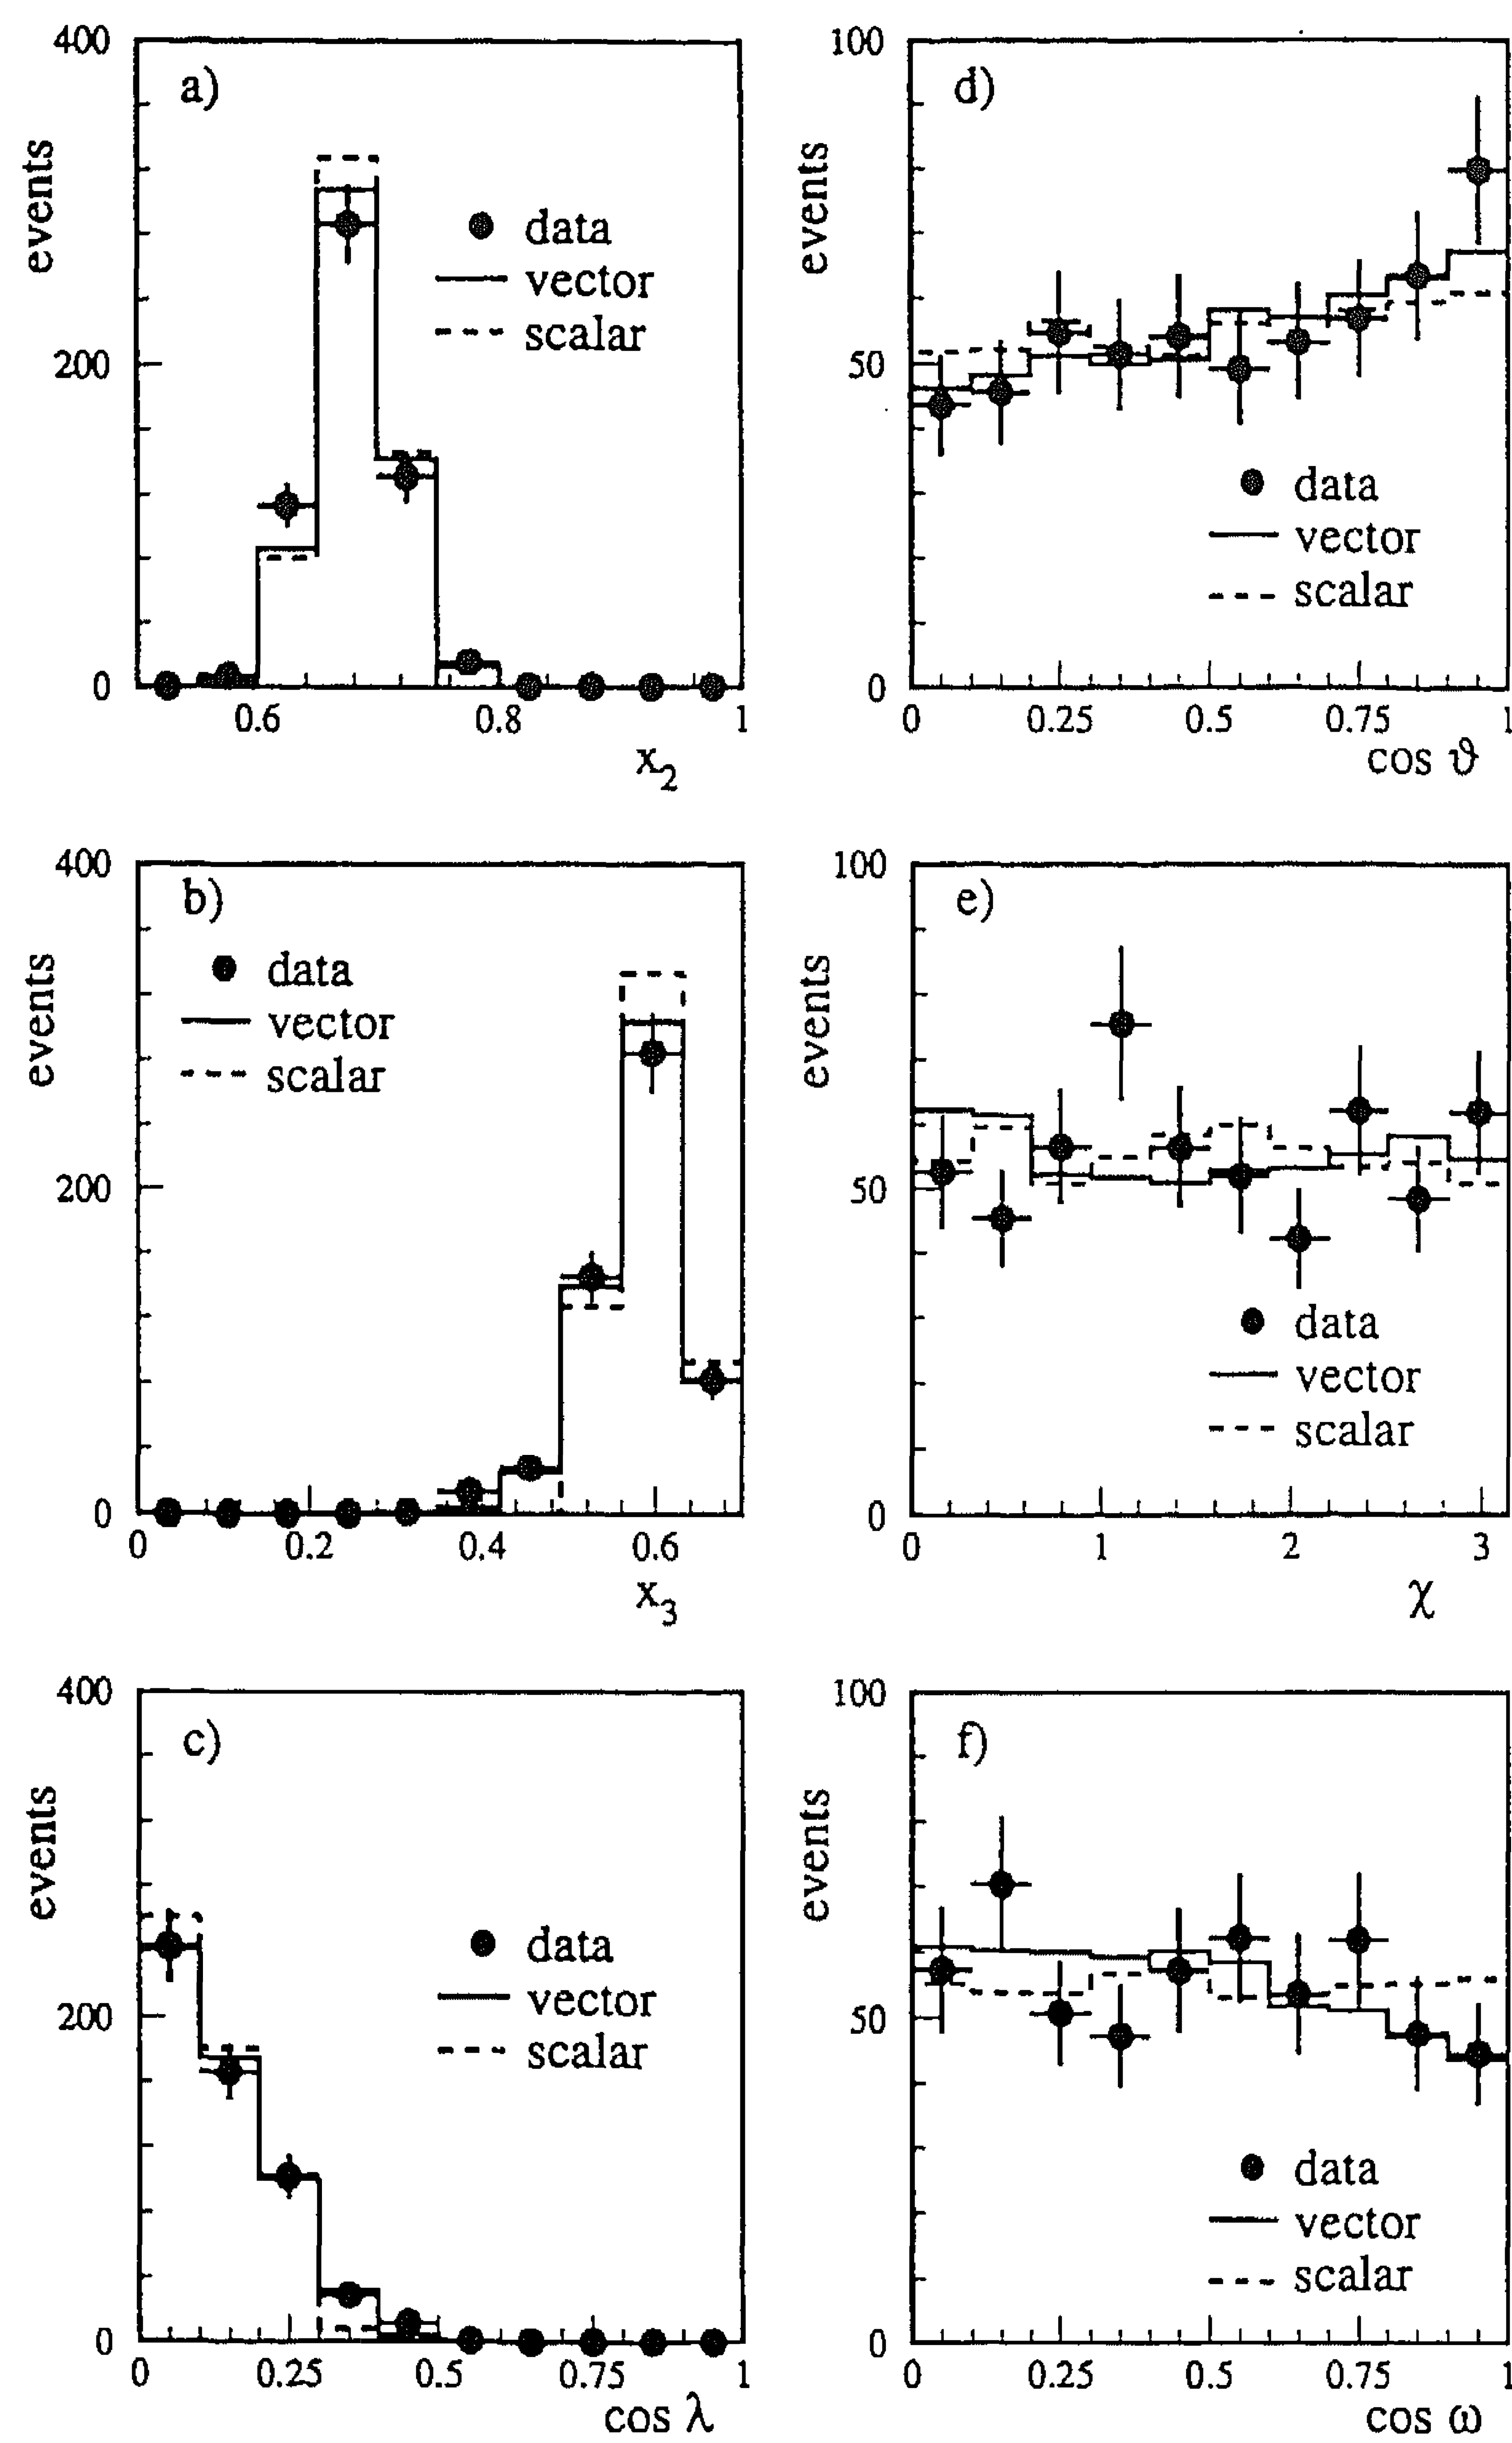 400
200
0
events
a)
data
vector
scalar
0.6
0.8
1
x2
100
50
0
events
d)
data
vector
scalar
0
0.25
0.5
0.75
1
cos ϑ
400
200
0
events
b)
data
vector
scalar
0
0.2
0.4
0.6
x3
100
50
0
events
e)
data
vector
scalar
0
1
2
3
χ
400
200
0
events
c)
data
vector
scalar
0
0.25
0.5
0.75
1
cos λ
100
50
0
events
f)
data
vector
scalar
0
0.25
0.5
0.75
1
cos ω